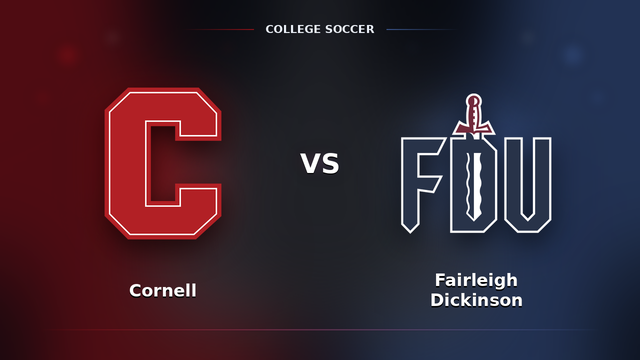 COLLEGE SOCCER
C
VS
FDU
Cornell
Fairleigh
Dickinson